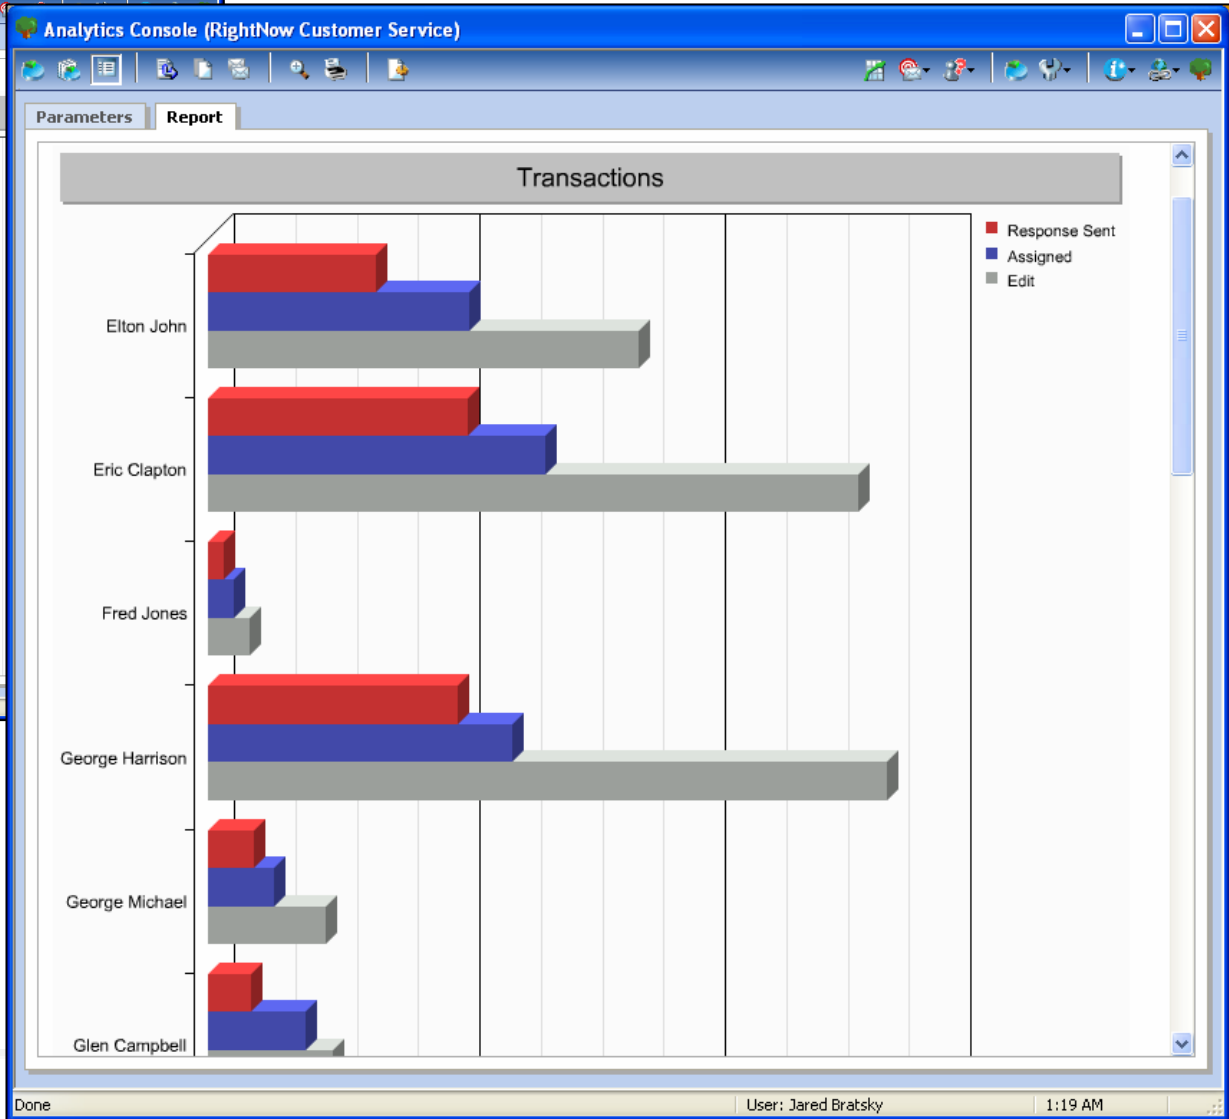 Analytics Console (RightNow Customer Service)
Parameters Report
Transactions
Response Sent
Assigned
Edit
Elton John
Eric Clapton
Fred Jones
George Harrison
George Michael
Glen Campbell
Done User: Jared Bratsky 1:19 AM